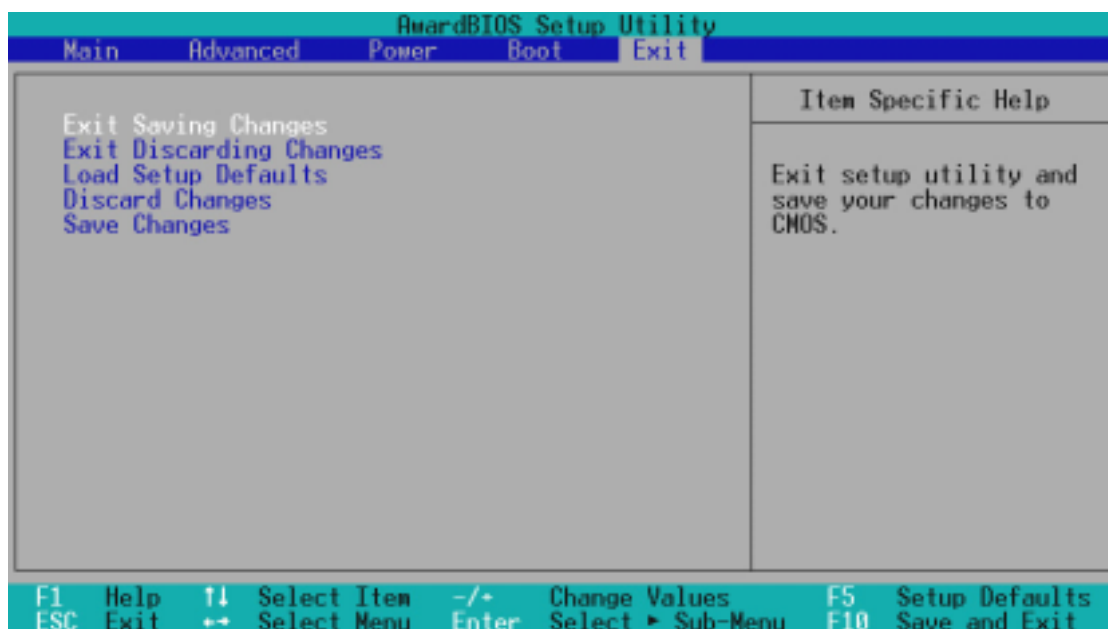 AwardBIOS Setup Utility
Main Advanced Power Boot Exit
Exit Saving Changes
Exit Discarding Changes
Load Setup Defaults
Discard Changes
Save Changes
Item Specific Help
Exit setup utility and
save your changes to
CMOS.
F1 Help ↑↓ Select Item -/+ Change Values F5 Setup Defaults
ESC Exit ←→ Select Menu Enter Select ► Sub-Menu F10 Save and Exit